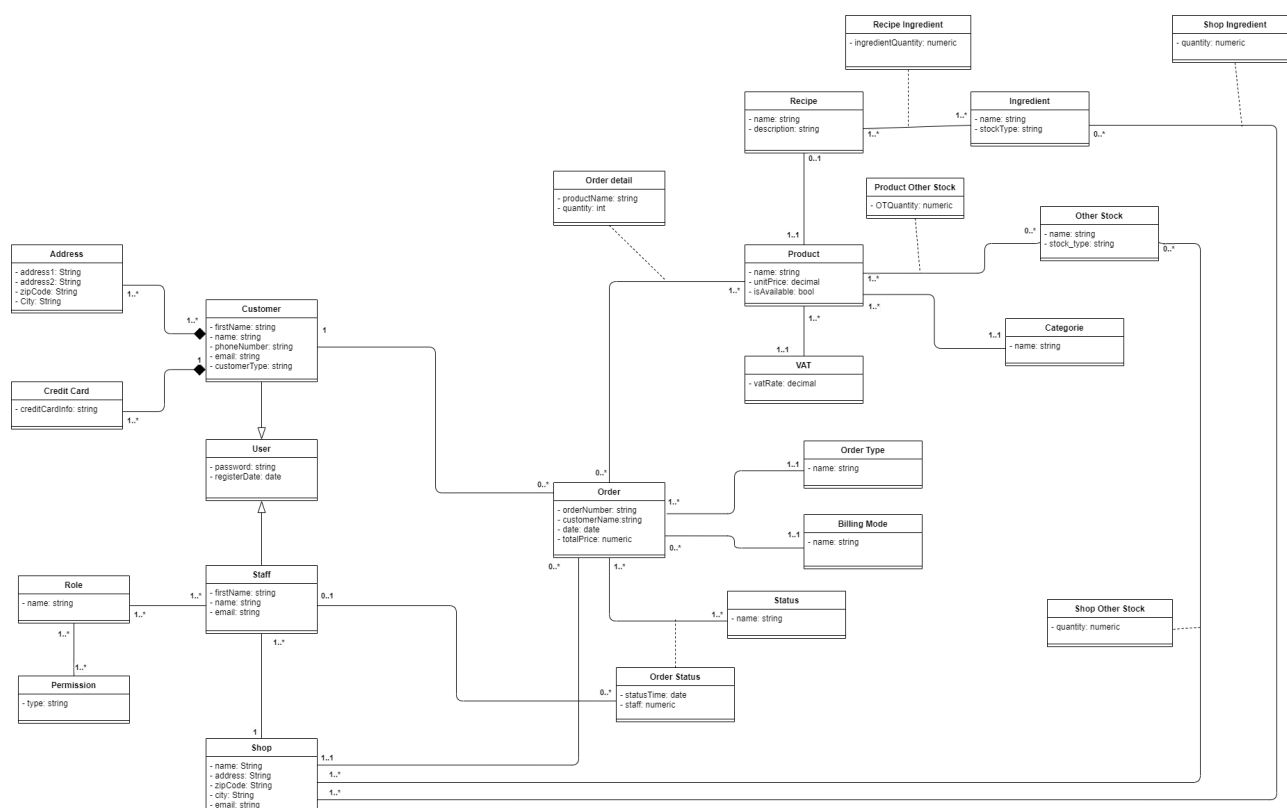 Recipe Ingredient
- ingredientQuantity: numeric
Shop Ingredient
- quantity: numeric
Recipe
- name: string
- description: string
0..1
1..*
1..*
Ingredient
- name: string
- stockType: string
0..*
Order detail
- productName: string
- quantity: int
Product Other Stock
- OTQuantity: numeric
Other Stock
- name: string
- stock_type: string
0..*
0..*
1..1
Product
- name: string
- unitPrice: decimal
- isAvailable: bool
1..*
1..*
1..*
1..*
Categorie
- name: string
1..1
1..1
VAT
- vatRate: decimal
Address
- address1: String
- address2: String
- zipCode: String
- City: String
1..*
1..*
Customer
- firstName: string
- name: string
- phoneNumber: string
- email: string
- customerType: string
1
1
Credit Card
- creditCardInfo: string
1..*
User
- password: string
- registerDate: date
0..*
0..*
Order
- orderNumber: string
- customerName:string
- date: date
- totalPrice: numeric
1..*
0..*
0..*
1..*
Order Type
- name: string
1..1
Billing Mode
- name: string
1..1
Status
- name: string
1..*
Shop Other Stock
- quantity: numeric
Role
- name: string
1..*
1..*
1..*
Staff
- firstName: string
- name: string
- email: string
0..1
1..*
1..*
Permission
- type: string
Order Status
- statusTime: date
- staff: numeric
0..*
1
Shop
- name: String
- address: String
- zipCode: String
- city: String
- email: string
1..1
1..*
1..*